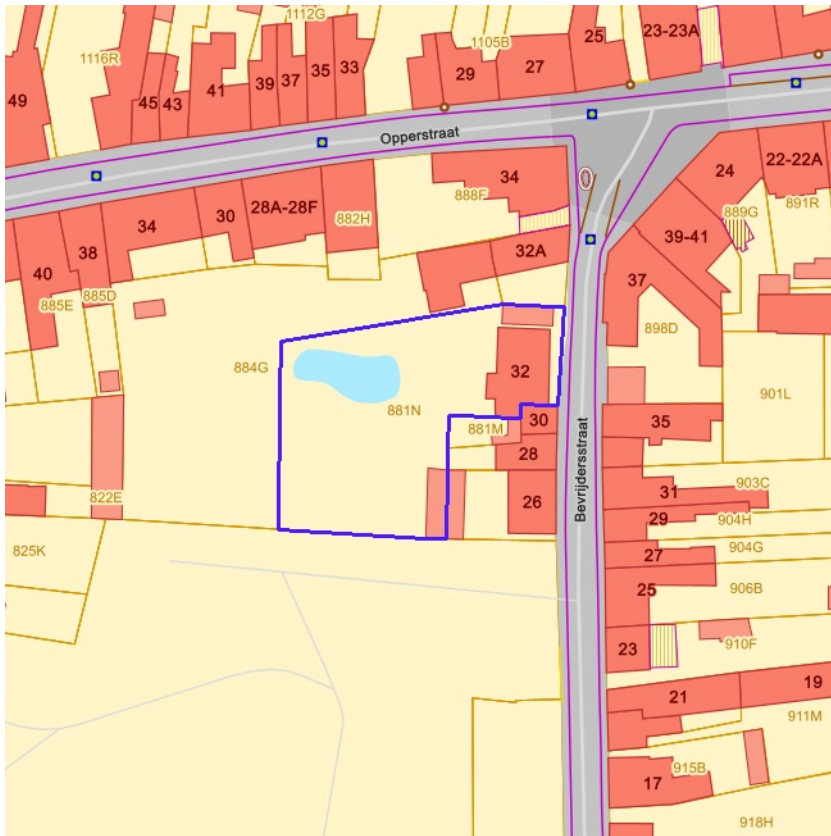 1112G
1116R
1105B
49
45
43
41
39
37
35
33
29
27
25
23-23A
Opperstraat
34
888F
24
22-22A
891R
889G
39-41
40
885E
38
885D
34
30
28A-28F
882H
32A
37
898D
884G
881N
32
30
881M
28
26
Bevrijdersstraat
901L
35
822E
825K
31
903C
29
904H
27
904G
25
906B
23
910F
21
19
911M
915B
17
918H